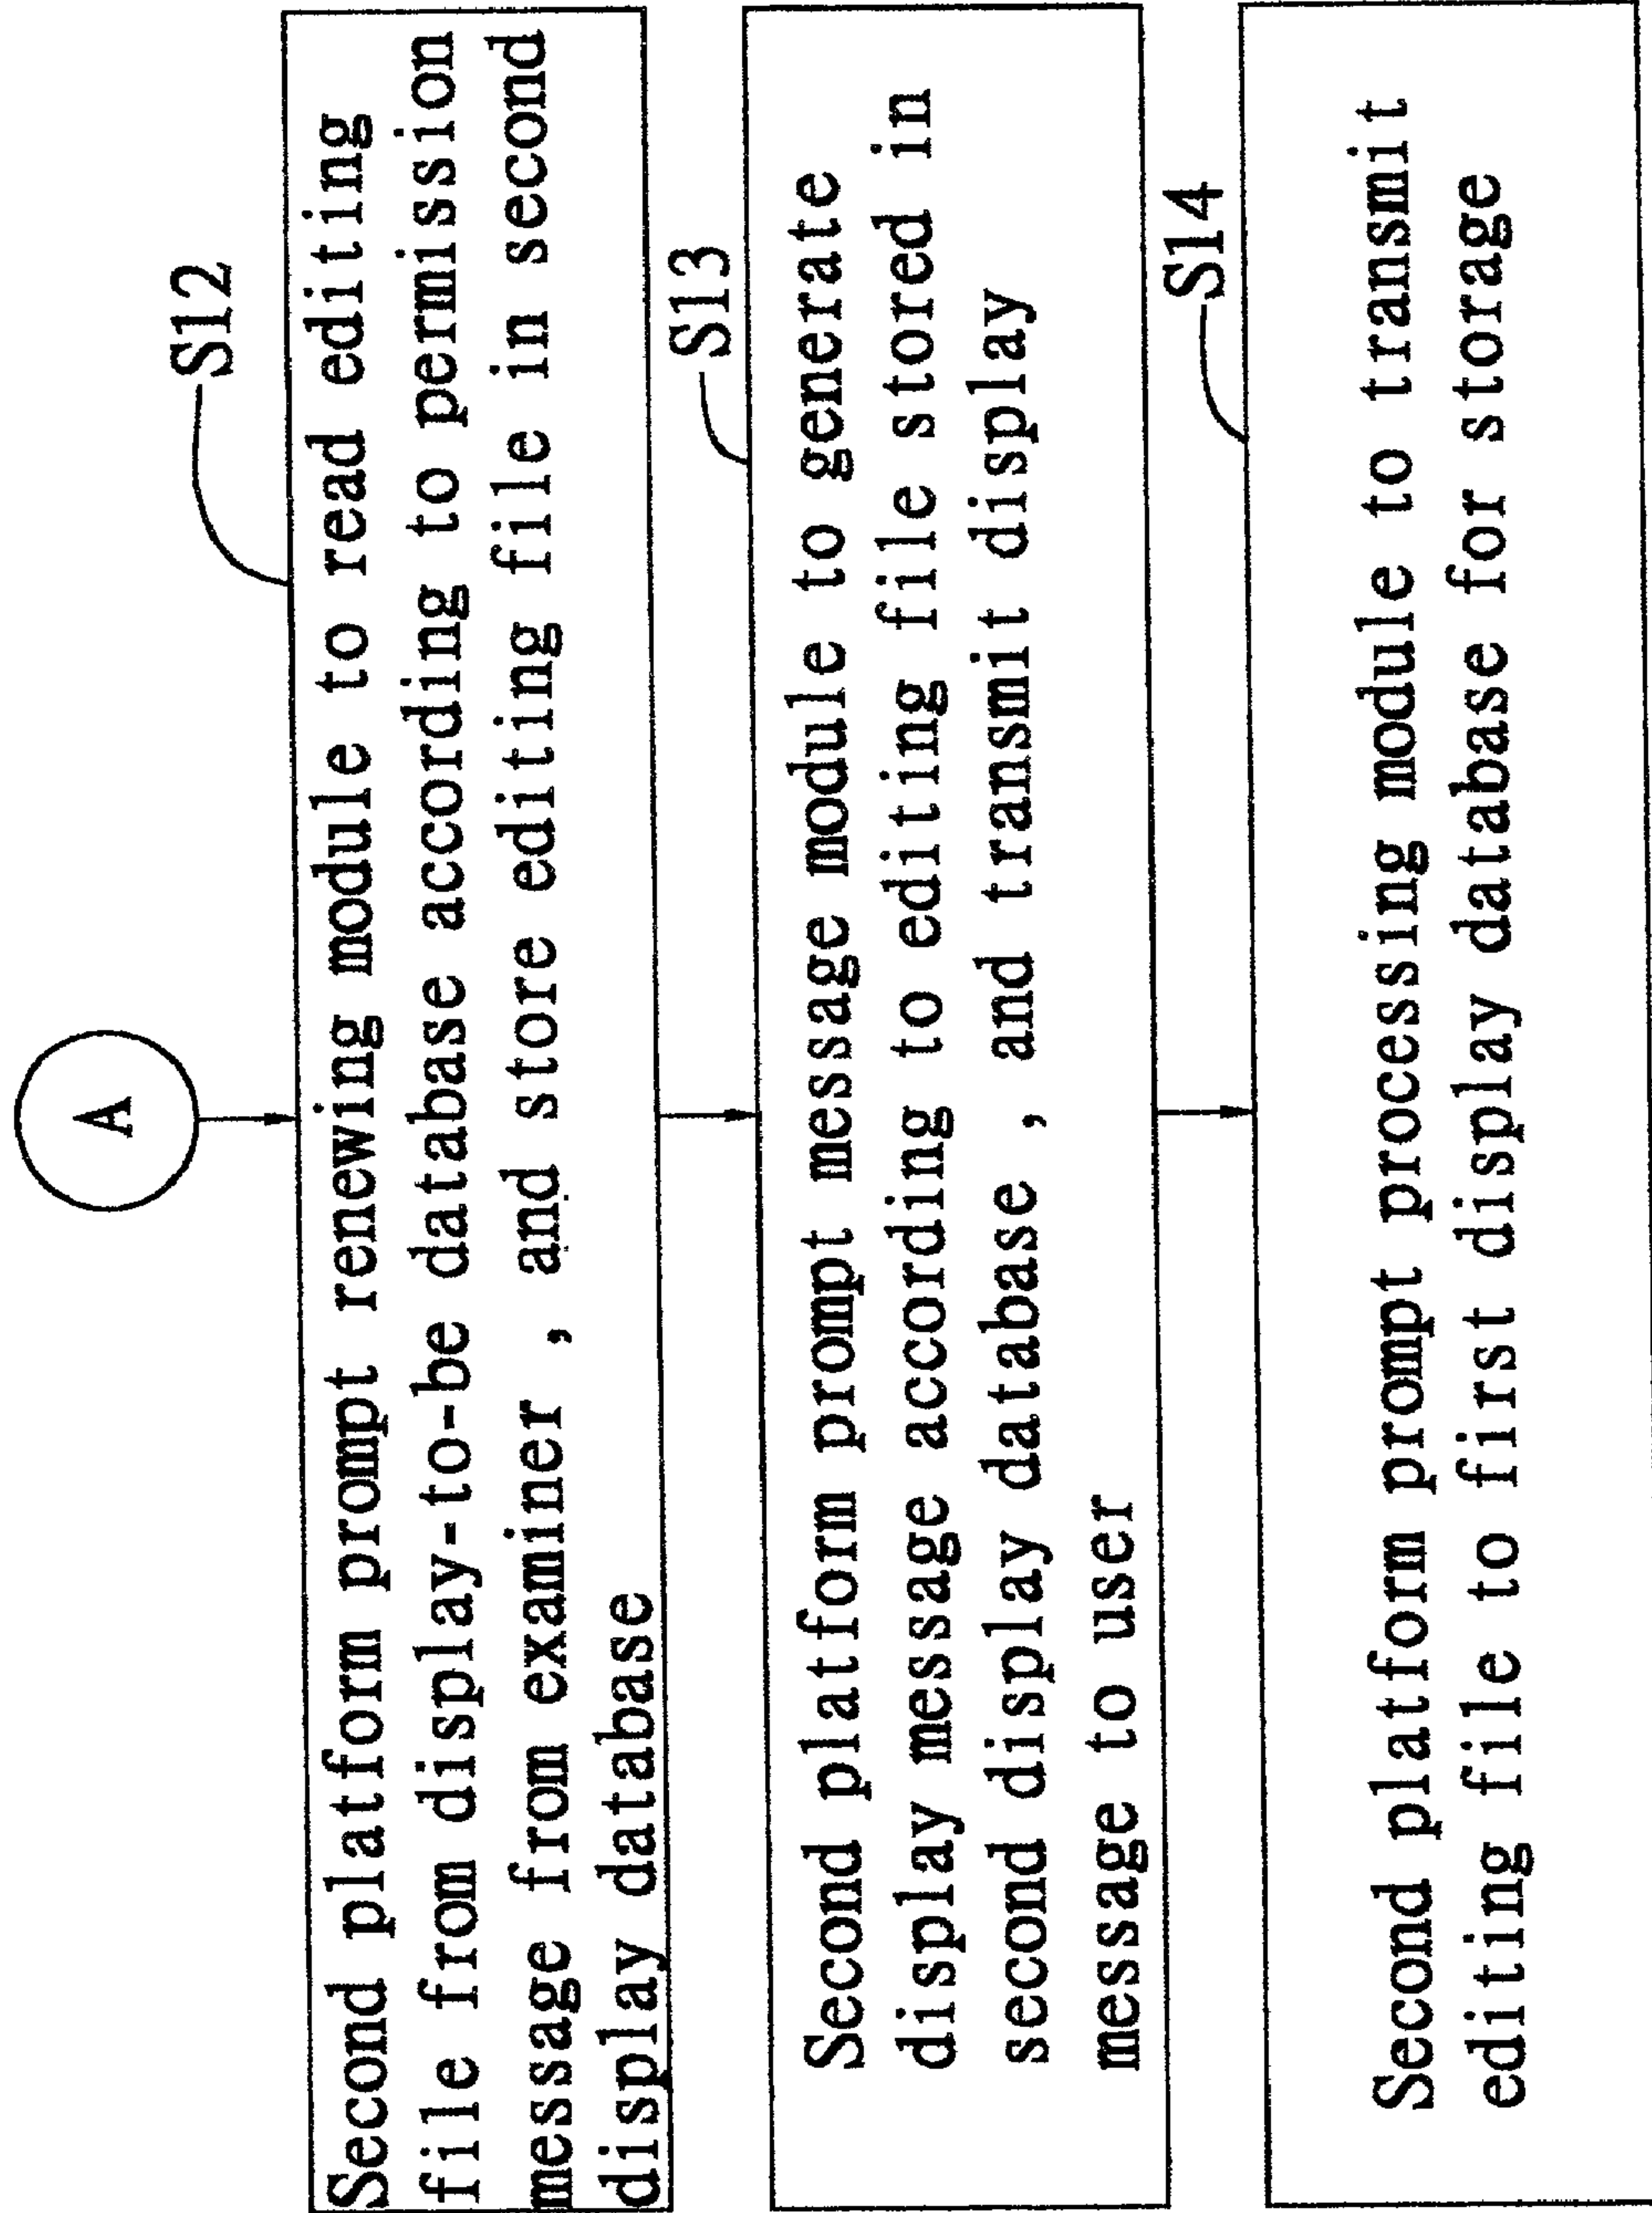 A
S12
Second platform prompt renewing module to read editing
file from display-to-be database according to permission
message from examiner , and store editing file in second
display database
S13
Second platform prompt message module to generate
display message according to editing file stored in
second display database , and transmit display
message to user
S14
Second platform prompt processing module to transmit
editing file to first display database for storage